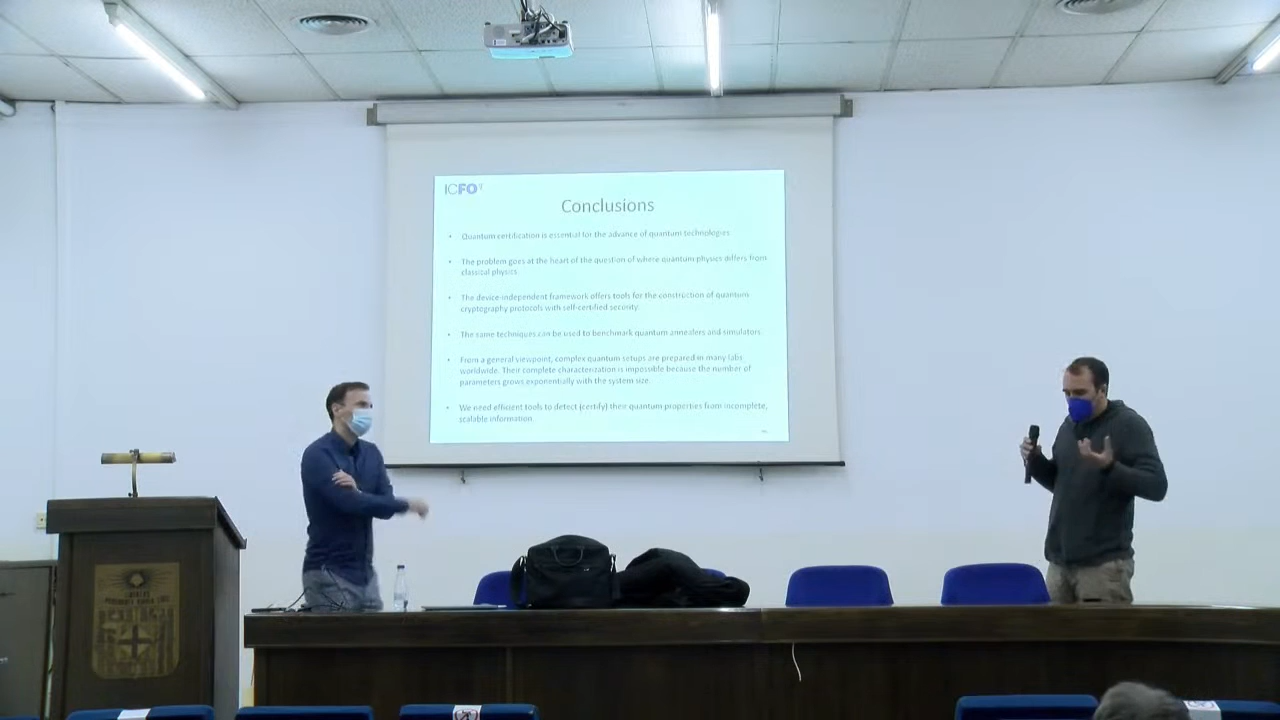 ICFO
Conclusions
• Quantum certification is essential for the advance of quantum technologies
• The problem goes at the heart of the question of where quantum physics differs from
classical physics
• The device-independent framework offers tools for the construction of quantum
cryptography protocols with self-certified security.
• The same techniques can be used to benchmark quantum annealers and simulators.
• From a general viewpoint, complex quantum setups are prepared in many labs
worldwide. Their complete characterization is impossible because the number of
parameters grows exponentially with the system size.
• We need efficient tools to detect (certify) their quantum properties from incomplete,
scalable information.